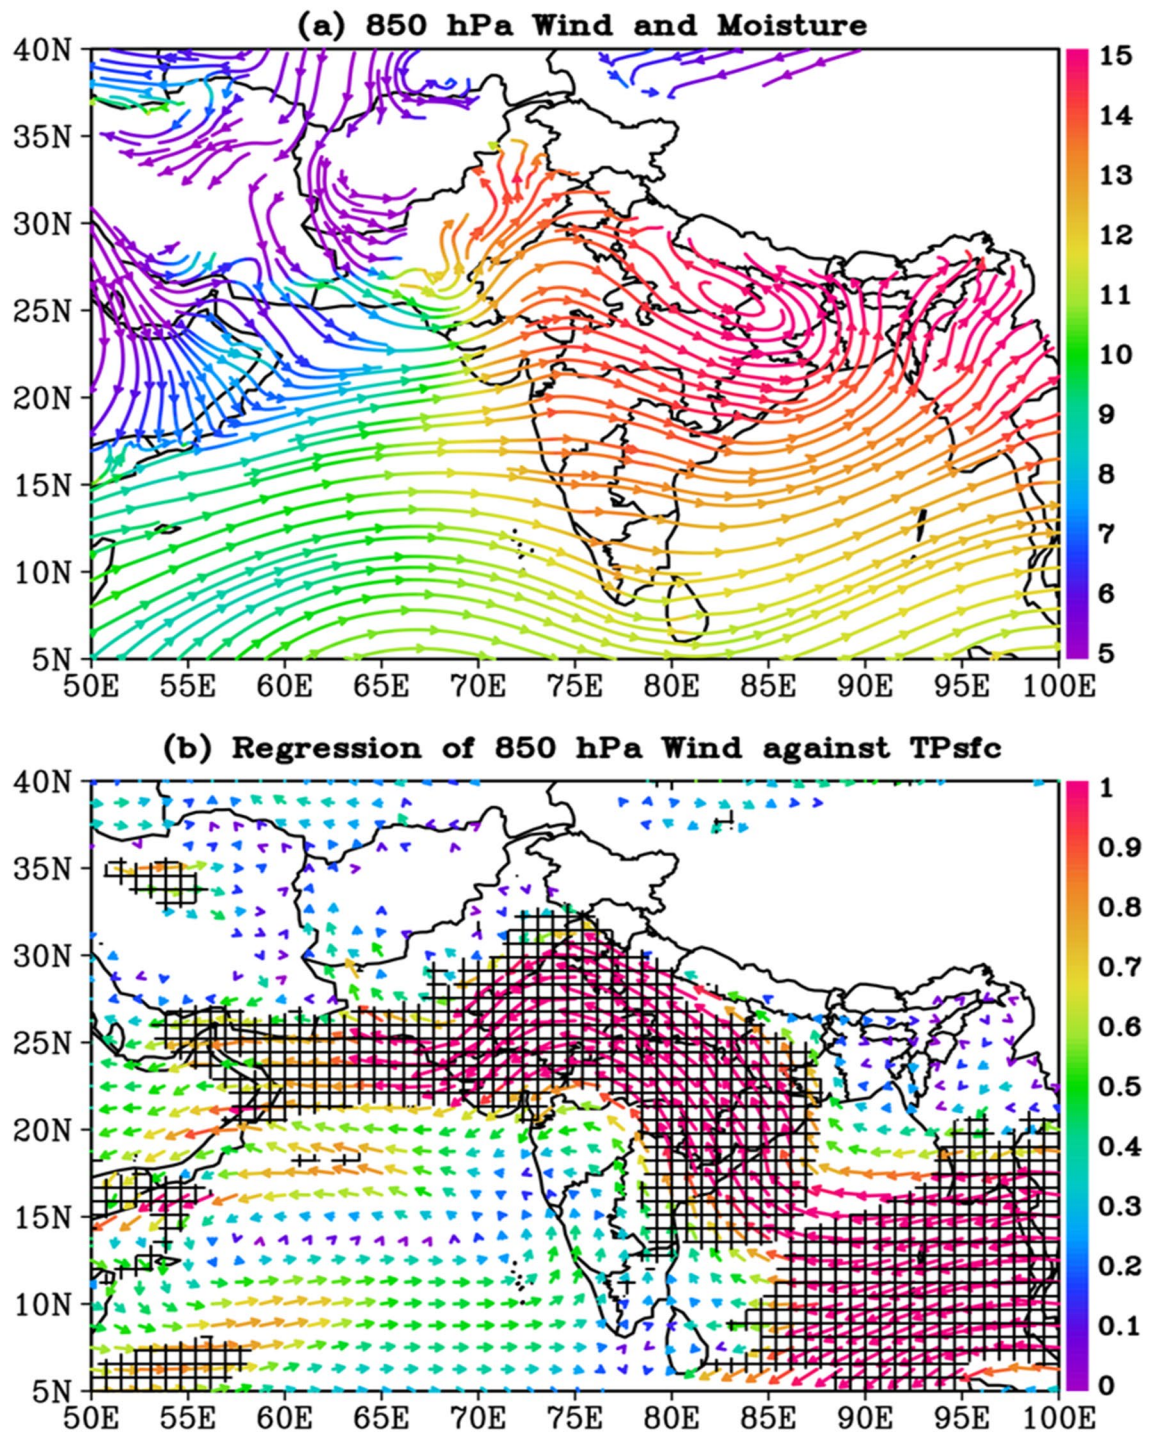 (a) 850 hPa Wind and Moisture
40N
35N
30N
25N
20N
15N
10N
5N
50E 55E 60E 65E 70E 75E 80E 85E 90E 95E 100E
15
14
13
12
11
10
9
8
7
6
5
(b) Regression of 850 hPa Wind against TPsfc
40N
35N
30N
25N
20N
15N
10N
5N
50E 55E 60E 65E 70E 75E 80E 85E 90E 95E 100E
1
0.9
0.8
0.7
0.6
0.5
0.4
0.3
0.2
0.1
0